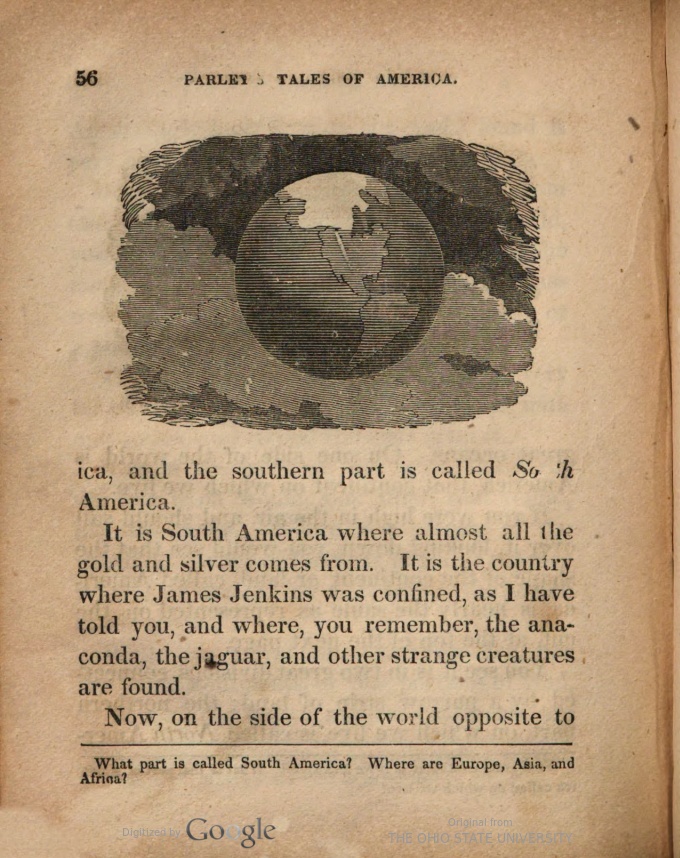 56 PARLEY'S TALES OF AMERICA.
ica, and the southern part is called So th
America.
It is South America where almost all the
gold and silver comes from. It is the country
where James Jenkins was confined, as I have
told you, and where, you remember, the ana-
conda, the jaguar, and other strange creatures
are found.
Now, on the side of the world opposite to
What part is called South America? Where are Europe, Asia, and
Africa?
Digitized by Google
Original from
THE OHIO STATE UNIVERSITY